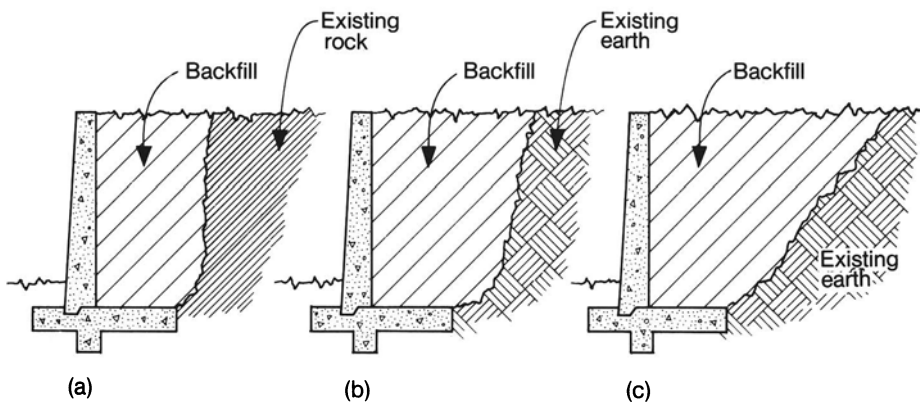 Existing
rock
Backfill
(a)
Existing
earth
Backfill
(b)
Backfill
Existing
earth
(c)